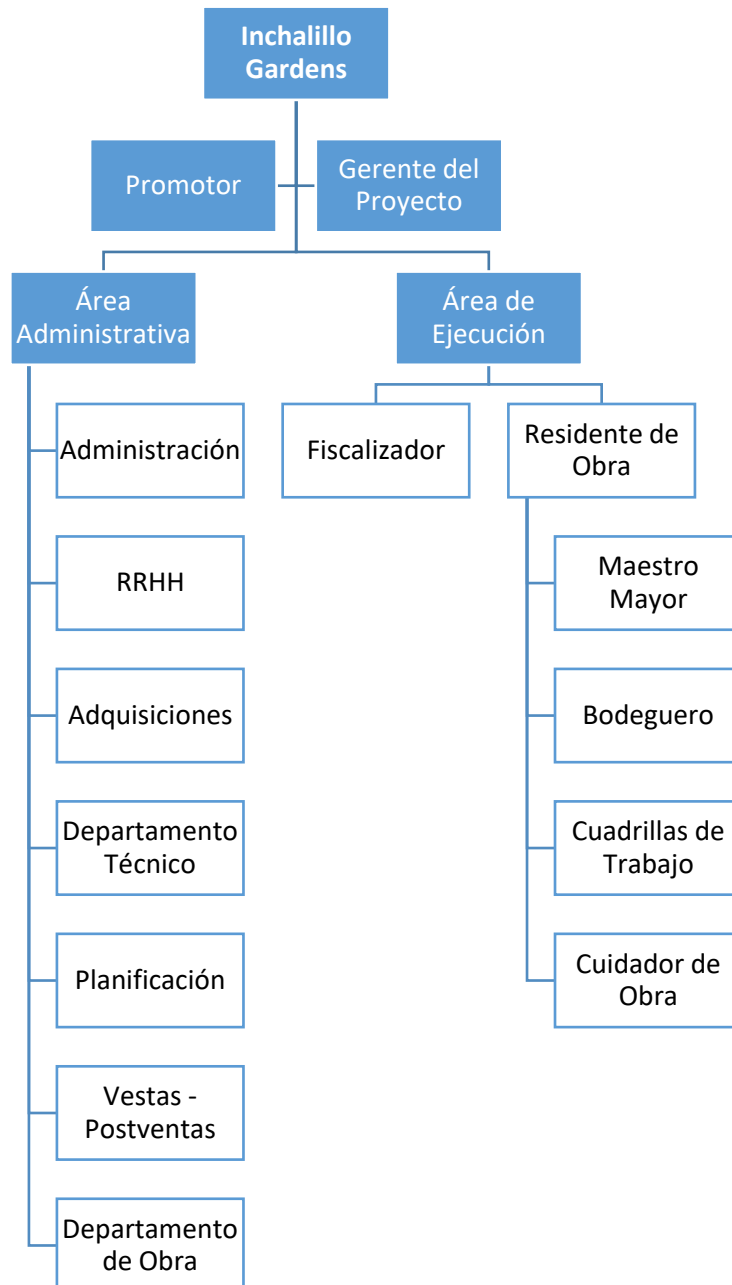 Inchalillo
Gardens
Promotor
Gerente del
Proyecto
Área
Administrativa
Área de
Ejecución
Administración
RRHH
Adquisiciones
Departamento
Técnico
Planificación
Vestas -
Postventas
Departamento
de Obra
Fiscalizador
Residente de
Obra
Maestro
Mayor
Bodeguero
Cuadrillas de
Trabajo
Cuidador de
Obra